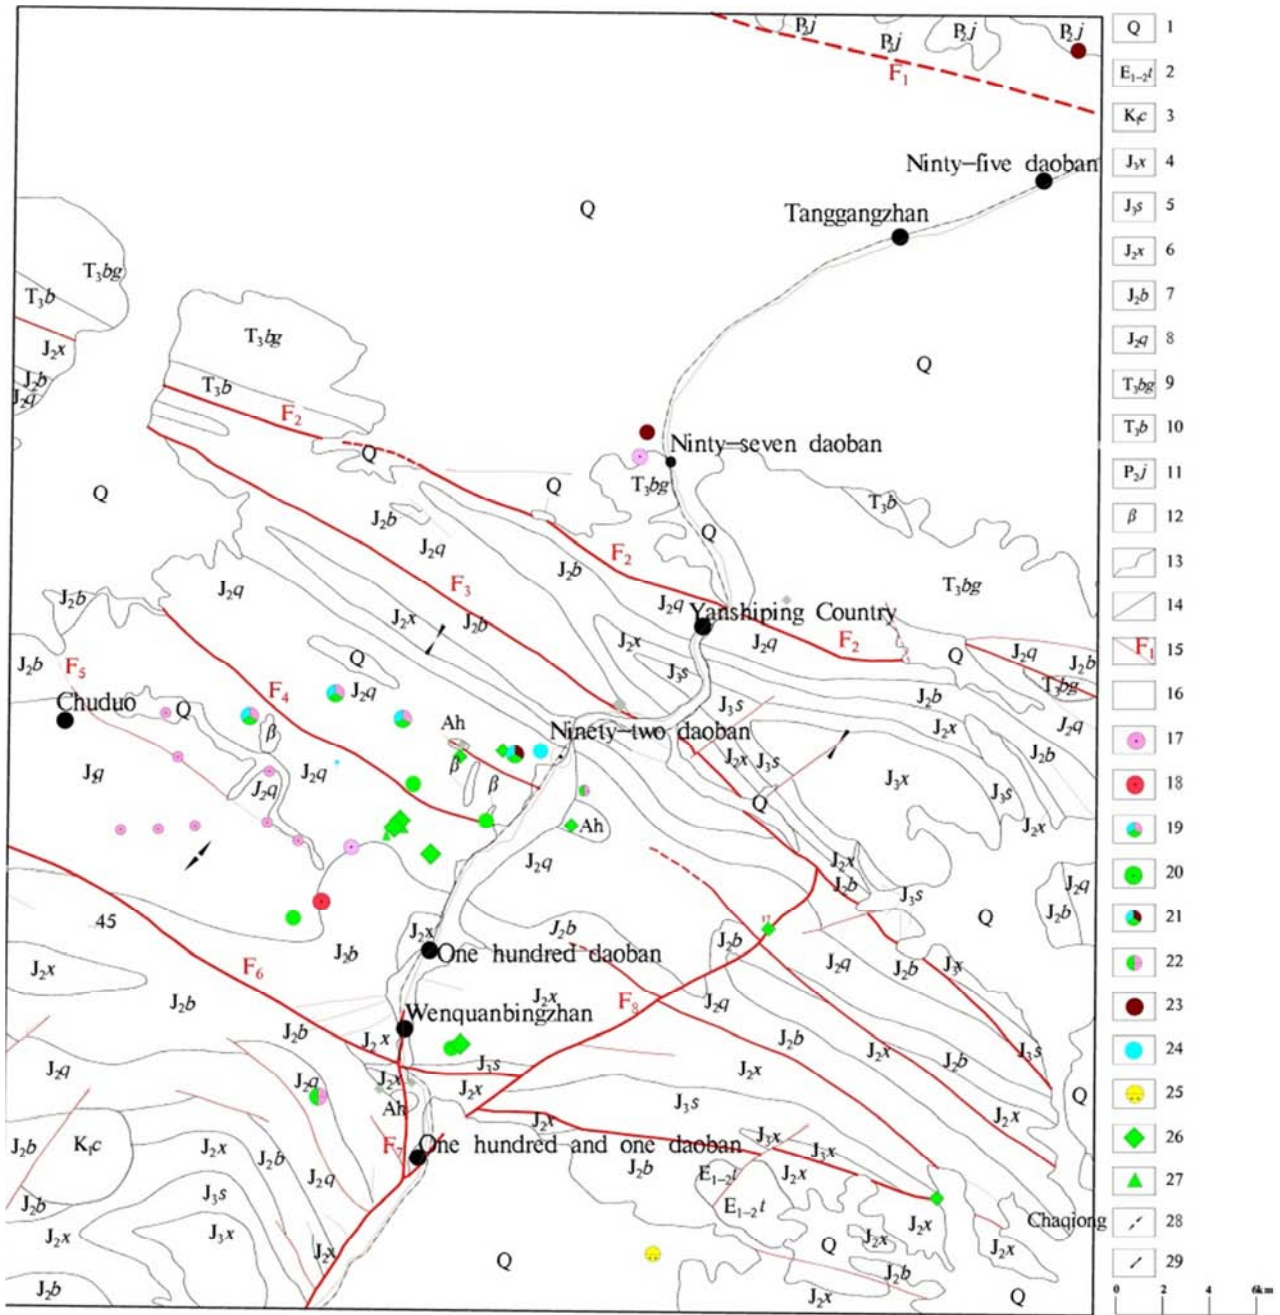 P₂j
P₂j
P₂j
P₂j
F₁
Ninty-five daoban
Tanggangzhan
Q
T₃bg
T₃b
J₂x
J₂b
J₂q
T₃bg
T₃b
F₂
Q
Q
Q
Ninty-seven daoban
T₃bg
T₃b
Q
Q
J₂b
J₂q
F₃
J₂b
F₂
Q
T₃bg
J₂b
J₂q
J₂x
J₂b
J₂q
Yanshiping Country
J₂x
J₂q
F₂
Q
J₂q
J₂b
T₃bg
J₂b
F₅
Q
J₂q
J₃s
J₂b
Chuduo
Q
F₄
β
Ah
Ninety-two daoban
J₃s
J₂x
J₂q
J₂b
J₂q
J₂q
J₂q
β
β
J₂x
J₃s
J₃x
J₃s
Q
J₂x
Ah
J₂q
J₂x
J₂b
J₃s
J₂q
J₂b
45
J₂x
J₂b
17
Q
J₂b
One hundred daoban
J₂b
J₂q
J₂b
J₃x
J₂x
F₆
J₂b
J₂x
F₈
J₂q
Wenquanbingzhan
J₂b
J₂x
J₂b
J₂x
J₂b
J₃s
J₂q
J₂q
J₂x
J₃s
J₂x
J₂x
Q
Ah
J₃s
J₂x
J₂b
K₁c
J₂x
J₂b
F₇
One hundred and one daoban
J₂x
J₃x
J₃x
J₂q
J₂b
E₁₋₂t
J₂x
J₂b
J₃s
E₁₋₂t
J₂x
Chaqiong
J₂x
J₃x
J₂x
Q
Q
J₂x
J₂x
J₂b
J₂b
J₂x
Q
Q 1
E₁₋₂t 2
K₁c 3
J₃x 4
J₃s 5
J₂x 6
J₂b 7
J₂q 8
T₃bg 9
T₃b 10
P₂j 11
β 12
13
14
F₁ 15
16
17
18
19
20
21
22
23
24
25
26
27
28
29
0 2 4 6km